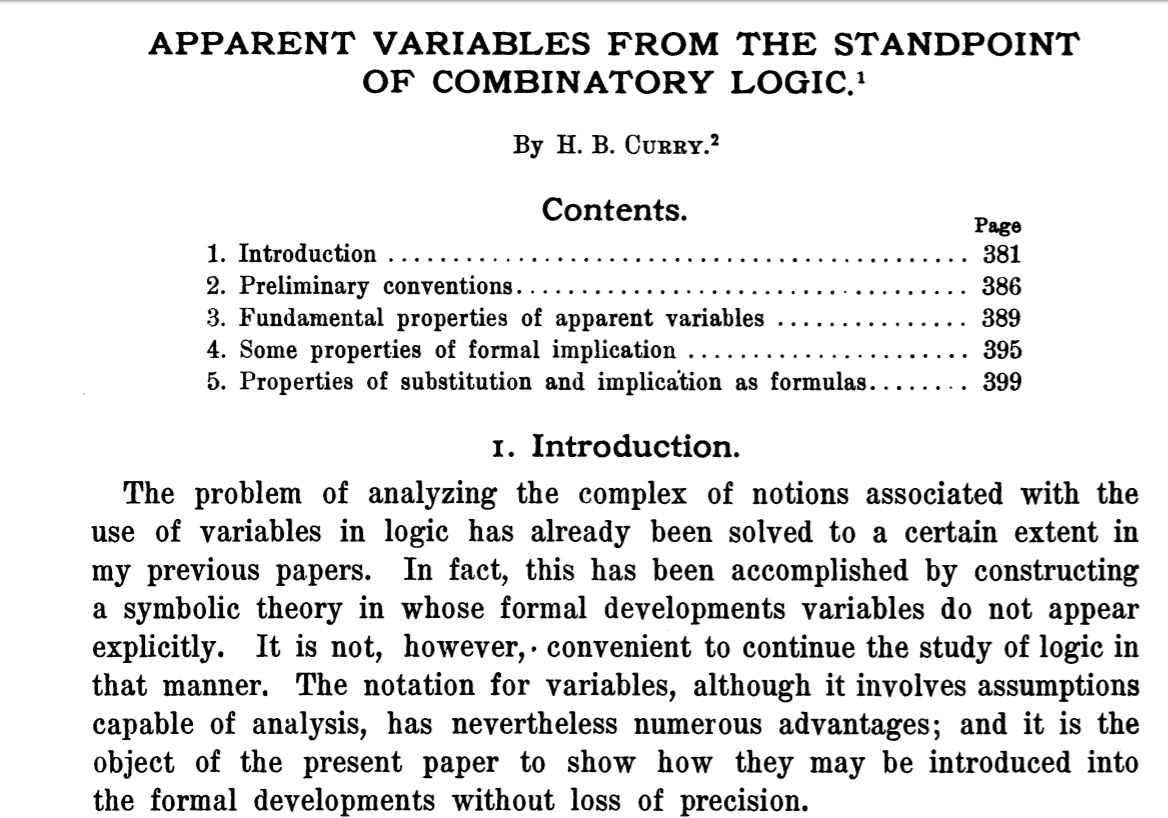 APPARENT VARIABLES FROM THE STANDPOINT
OF COMBINATORY LOGIC.¹
By H. B. CURRY.²
Contents.
Page
1. Introduction ............................................. 381
2. Preliminary conventions................................... 386
3. Fundamental properties of apparent variables ............... 389
4. Some properties of formal implication ...................... 395
5. Properties of substitution and implication as formulas........ 399
1. Introduction.
The problem of analyzing the complex of notions associated with the
use of variables in logic has already been solved to a certain extent in
my previous papers. In fact, this has been accomplished by constructing
a symbolic theory in whose formal developments variables do not appear
explicitly. It is not, however, convenient to continue the study of logic in
that manner. The notation for variables, although it involves assumptions
capable of analysis, has nevertheless numerous advantages; and it is the
object of the present paper to show how they may be introduced into
the formal developments without loss of precision.